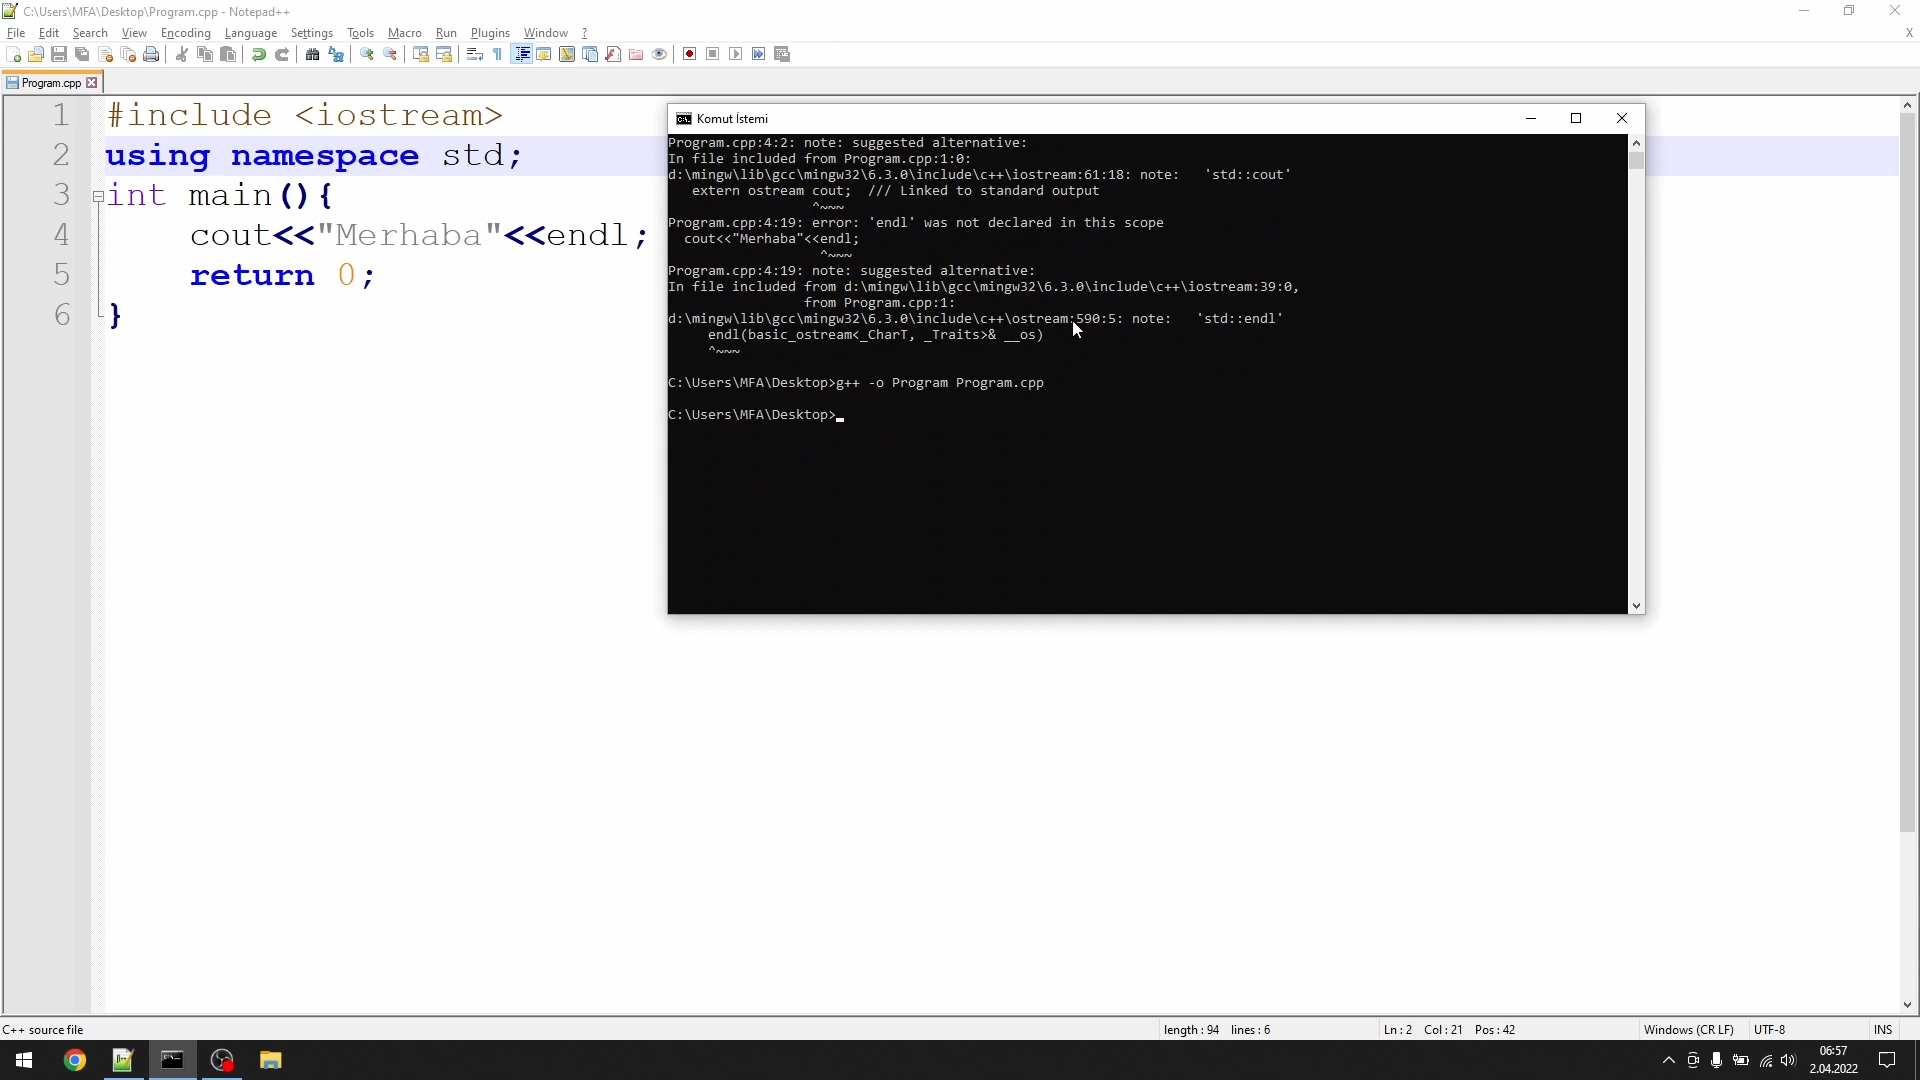 C:\Users\MFA\Desktop\Program.cpp - Notepad++
File Edit Search View Encoding Language Settings Tools Macro Run Plugins Window ?
X
Program.cpp
1 #include <iostream>
2 using namespace std;
3 int main(){
4 cout<<"Merhaba"<<endl;
5 return 0;
6 }
Komut İstemi
Program.cpp:4:2: note: suggested alternative:
In file included from Program.cpp:1:0:
d:\mingw\lib\gcc\mingw32\6.3.0\include\c++\iostream:61:18: note:   'std::cout'
extern ostream cout;  /// Linked to standard output
^~~~
Program.cpp:4:19: error: 'endl' was not declared in this scope
cout<<"Merhaba"<<endl;
^~~~
Program.cpp:4:19: note: suggested alternative:
In file included from d:\mingw\lib\gcc\mingw32\6.3.0\include\c++\iostream:39:0,
from Program.cpp:1:
d:\mingw\lib\gcc\mingw32\6.3.0\include\c++\ostream:590:5: note:   'std::endl'
endl(basic_ostream<_CharT, _Traits>& __os)
^~~~
C:\Users\MFA\Desktop>g++ -o Program Program.cpp
C:\Users\MFA\Desktop>
C++ source file length : 94 lines : 6 Ln : 2 Col : 21 Pos : 42 Windows (CR LF) UTF-8 INS
06:57
2.04.2022